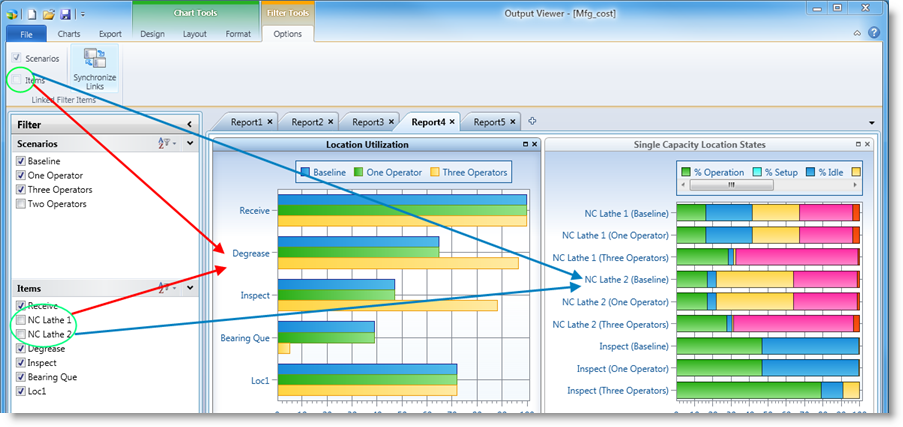 Chart Tools
Filter Tools
Output Viewer - [Mfg_cost]
File
Charts
Export
Design
Layout
Format
Options
Scenarios
Items
Synchronize
Links
Linked Filter Items
Filter
Scenarios
Baseline
One Operator
Three Operators
Two Operators
Items
Receive
NC Lathe 1
NC Lathe 2
Degrease
Inspect
Bearing Que
Loc1
Report1
Report2
Report3
Report4
Report5
Location Utilization
Baseline
One Operator
Three Operators
Receive
Degrease
Inspect
Bearing Que
Loc1
Single Capacity Location States
% Operation
% Setup
% Idle
NC Lathe 1 (Baseline)
NC Lathe 1 (One Operator)
NC Lathe 1 (Three Operators)
NC Lathe 2 (Baseline)
NC Lathe 2 (One Operator)
NC Lathe 2 (Three Operators)
Inspect (Baseline)
Inspect (One Operator)
Inspect (Three Operators)